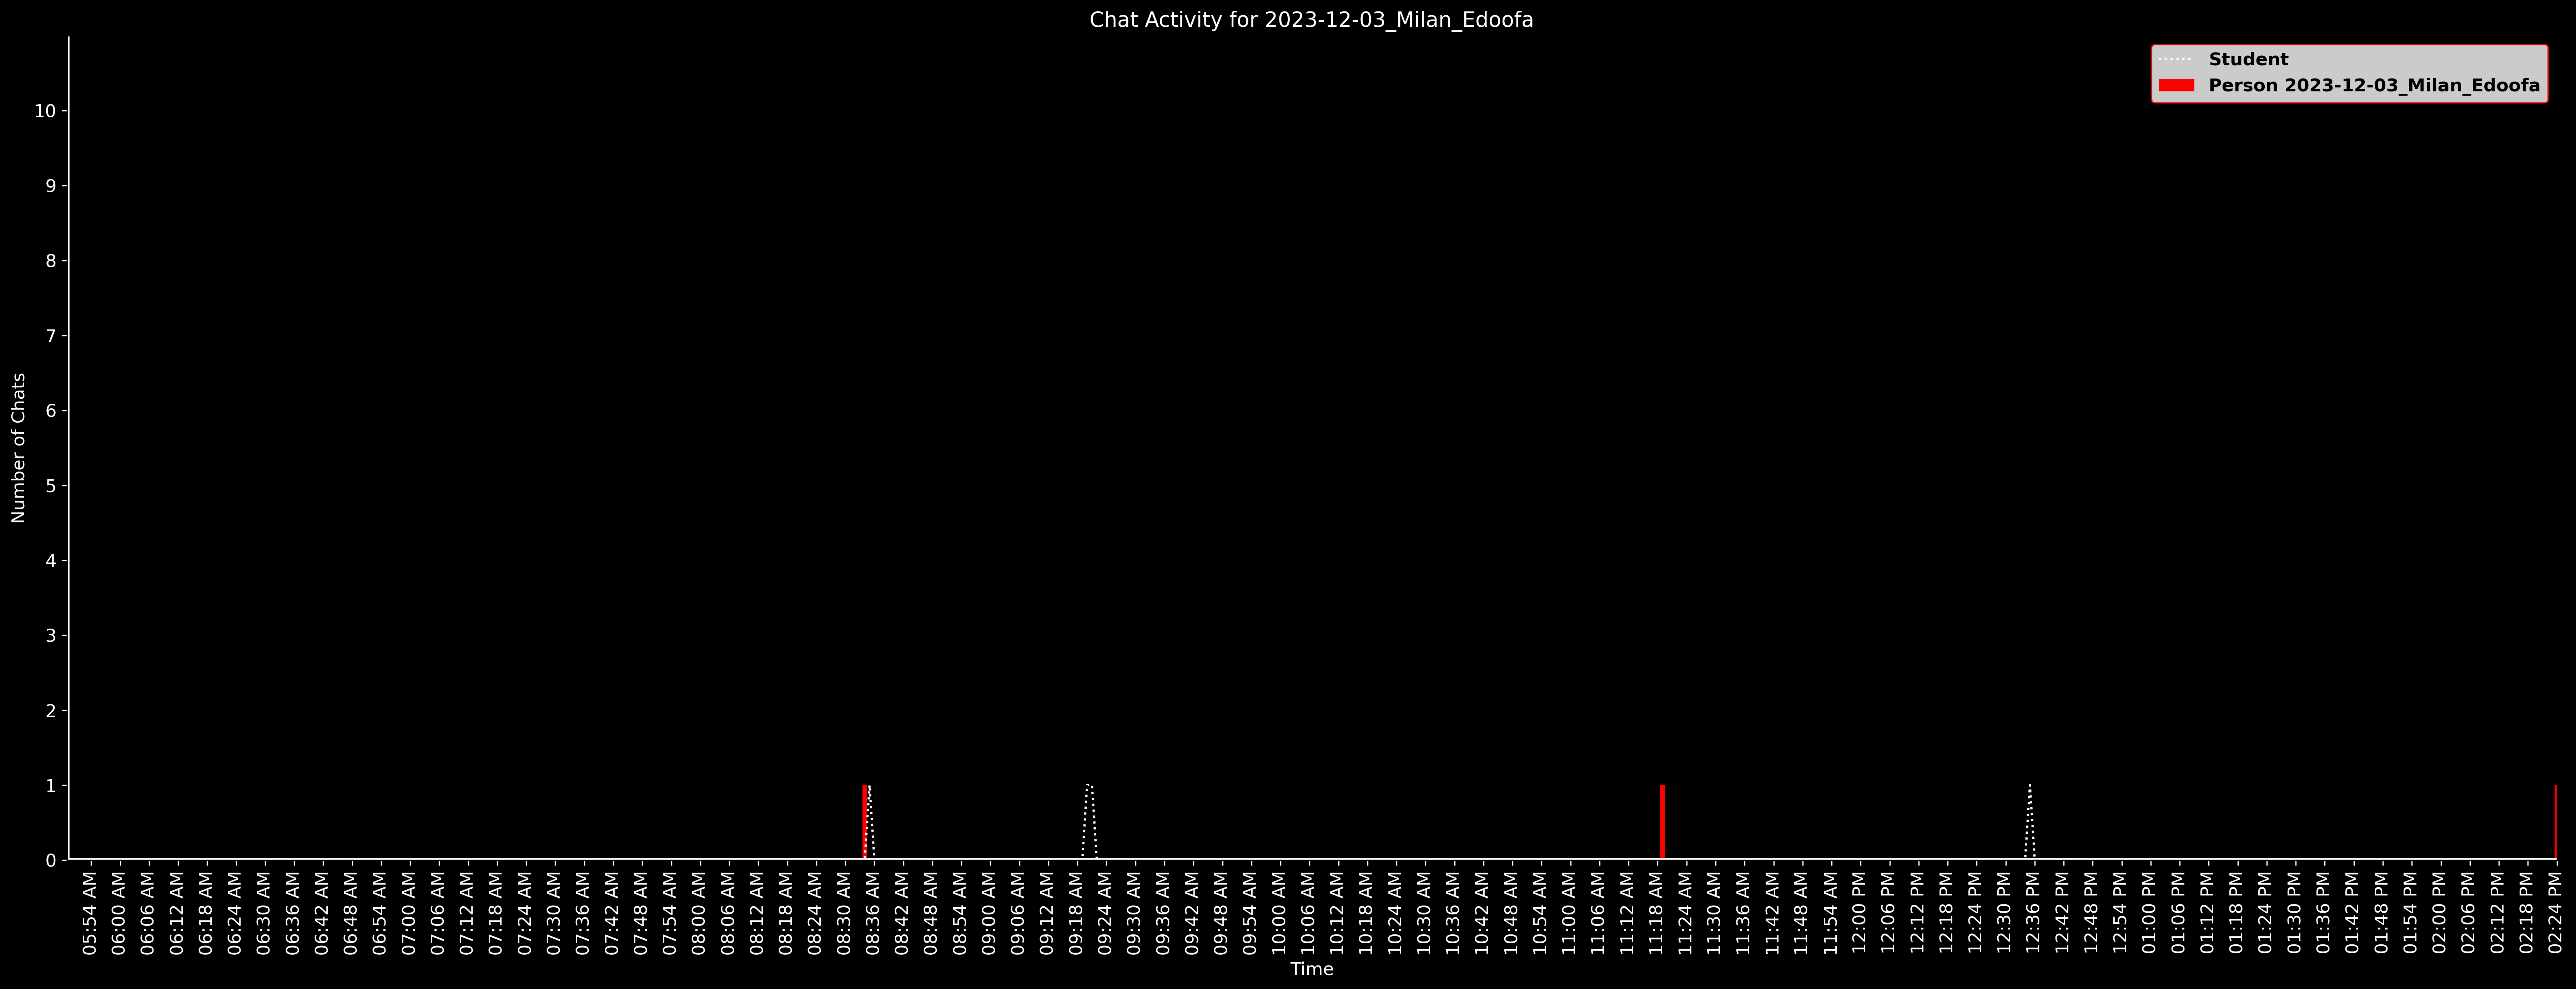 Chat Activity for 2023-12-03_Milan_Edoofa
Student
Person 2023-12-03_Milan_Edoofa
Number of Chats
10
9
8
7
6
5
4
3
2
1
0
05:54 AM
06:00 AM
06:06 AM
06:12 AM
06:18 AM
06:24 AM
06:30 AM
06:36 AM
06:42 AM
06:48 AM
06:54 AM
07:00 AM
07:06 AM
07:12 AM
07:18 AM
07:24 AM
07:30 AM
07:36 AM
07:42 AM
07:48 AM
07:54 AM
08:00 AM
08:06 AM
08:12 AM
08:18 AM
08:24 AM
08:30 AM
08:36 AM
08:42 AM
08:48 AM
08:54 AM
09:00 AM
09:06 AM
09:12 AM
09:18 AM
09:24 AM
09:30 AM
09:36 AM
09:42 AM
09:48 AM
09:54 AM
10:00 AM
10:06 AM
10:12 AM
10:18 AM
10:24 AM
10:30 AM
10:36 AM
10:42 AM
10:48 AM
10:54 AM
11:00 AM
11:06 AM
11:12 AM
11:18 AM
11:24 AM
11:30 AM
11:36 AM
11:42 AM
11:48 AM
11:54 AM
12:00 PM
12:06 PM
12:12 PM
12:18 PM
12:24 PM
12:30 PM
12:36 PM
12:42 PM
12:48 PM
12:54 PM
01:00 PM
01:06 PM
01:12 PM
01:18 PM
01:24 PM
01:30 PM
01:36 PM
01:42 PM
01:48 PM
01:54 PM
02:00 PM
02:06 PM
02:12 PM
02:18 PM
02:24 PM
Time